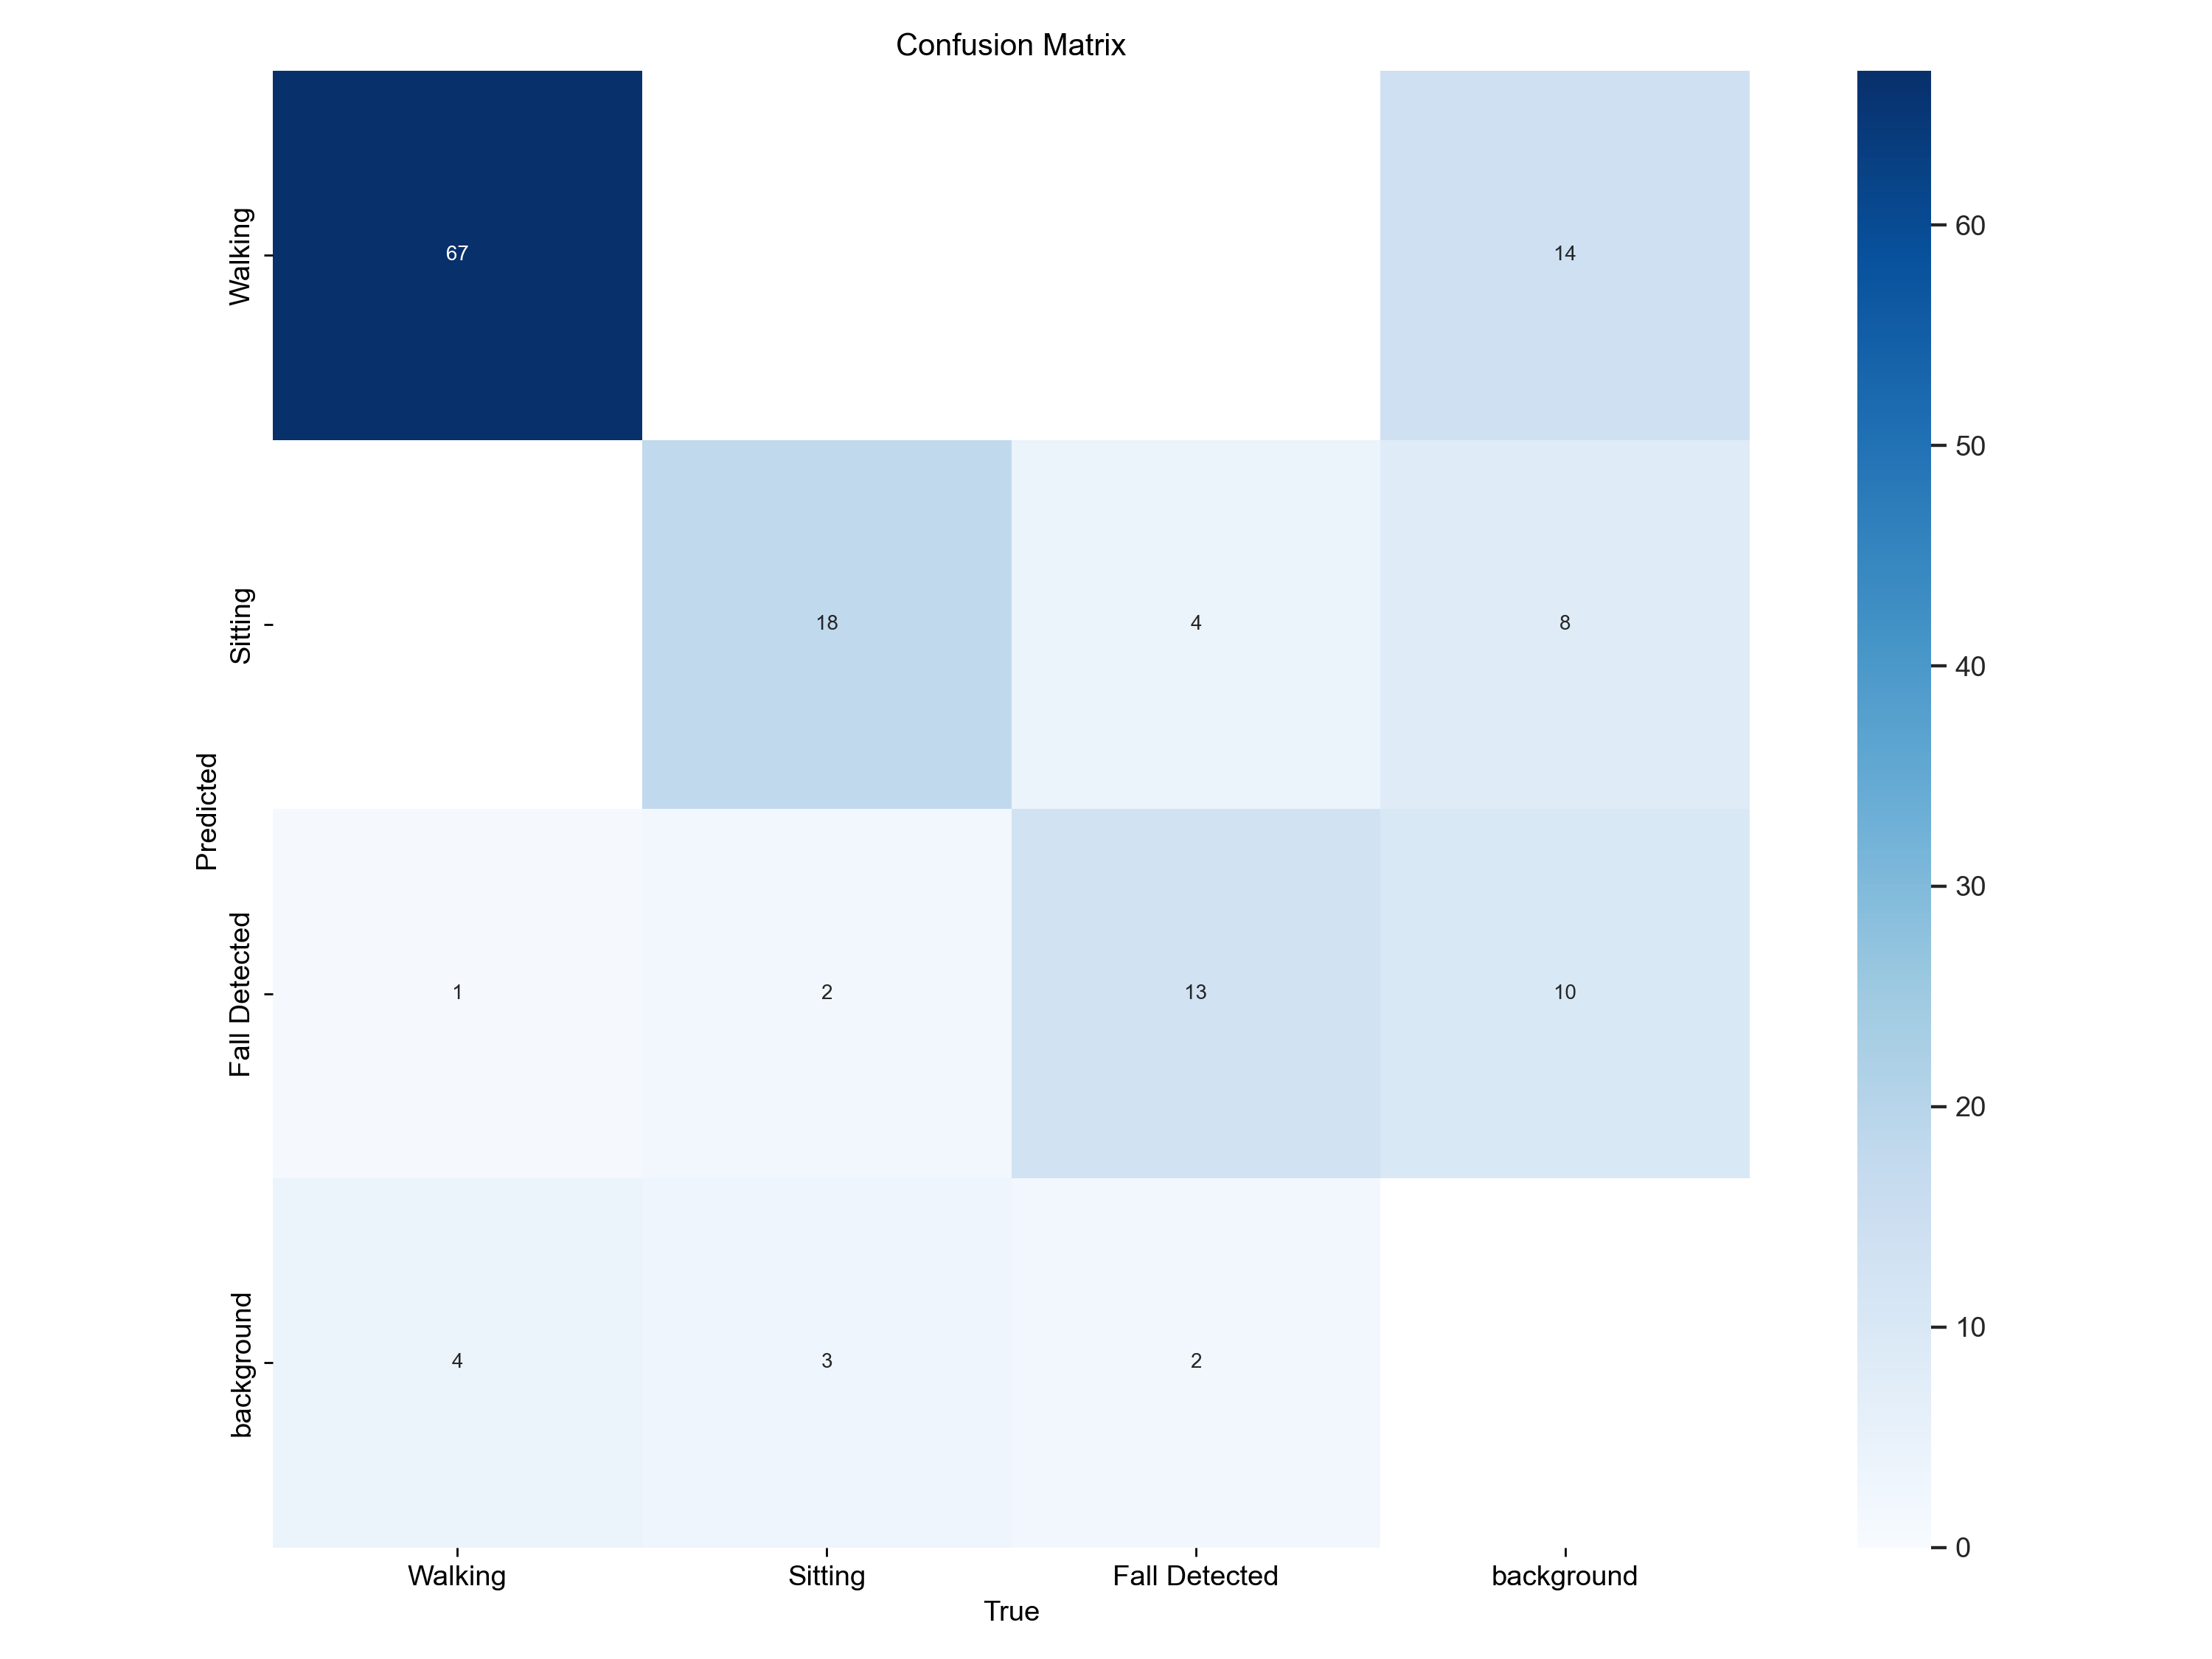 Confusion Matrix
Walking
67
14
60
50
Sitting
18
4
8
40
Predicted
30
Fall Detected
1
2
13
10
20
background
4
3
2
10
0
Walking
Sitting
Fall Detected
background
True